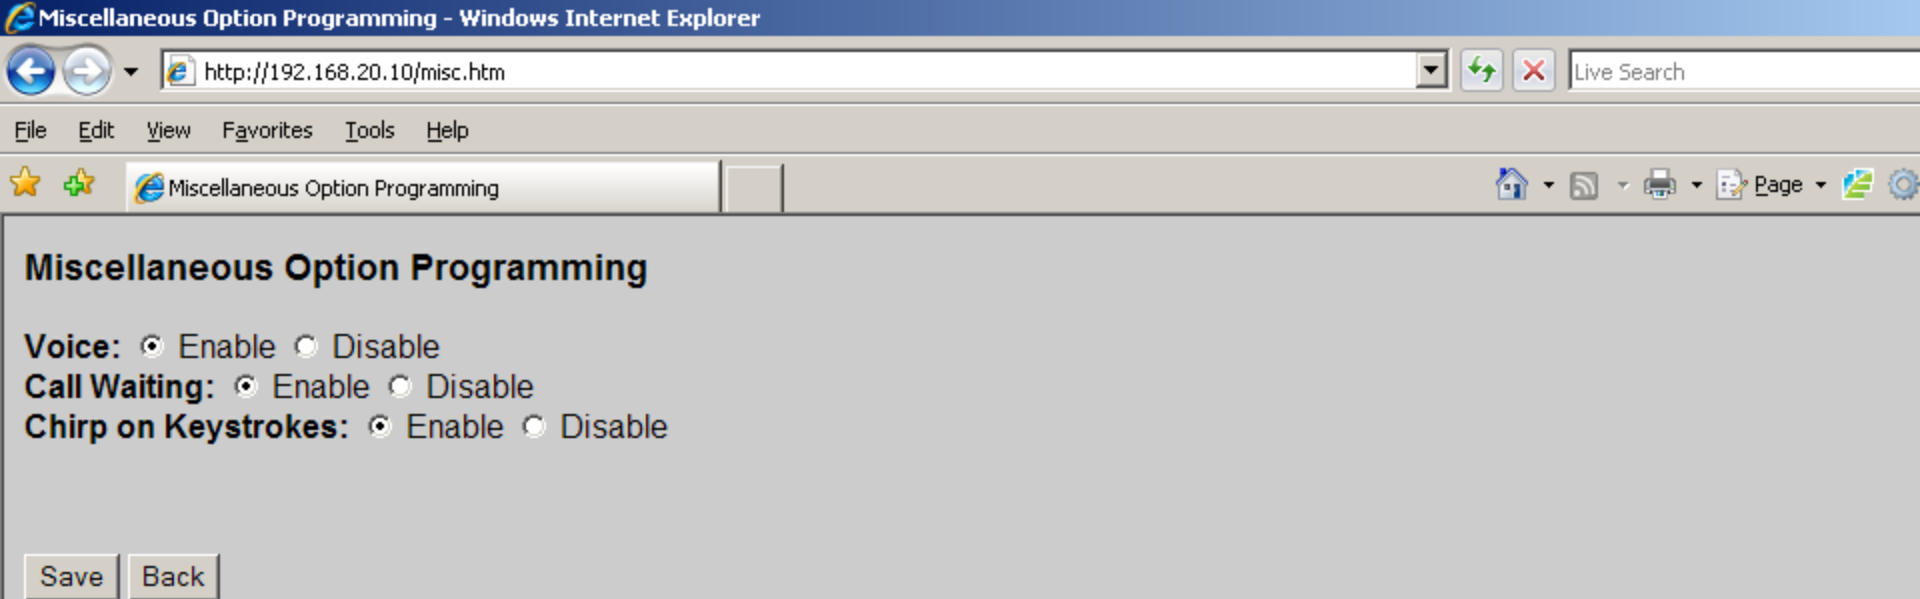 Miscellaneous Option Programming - Windows Internet Explorer
http://192.168.20.10/misc.htm
Live Search
File Edit View Favorites Tools Help
Miscellaneous Option Programming
Page
Miscellaneous Option Programming
Voice: Enable Disable
Call Waiting: Enable Disable
Chirp on Keystrokes: Enable Disable
Save Back